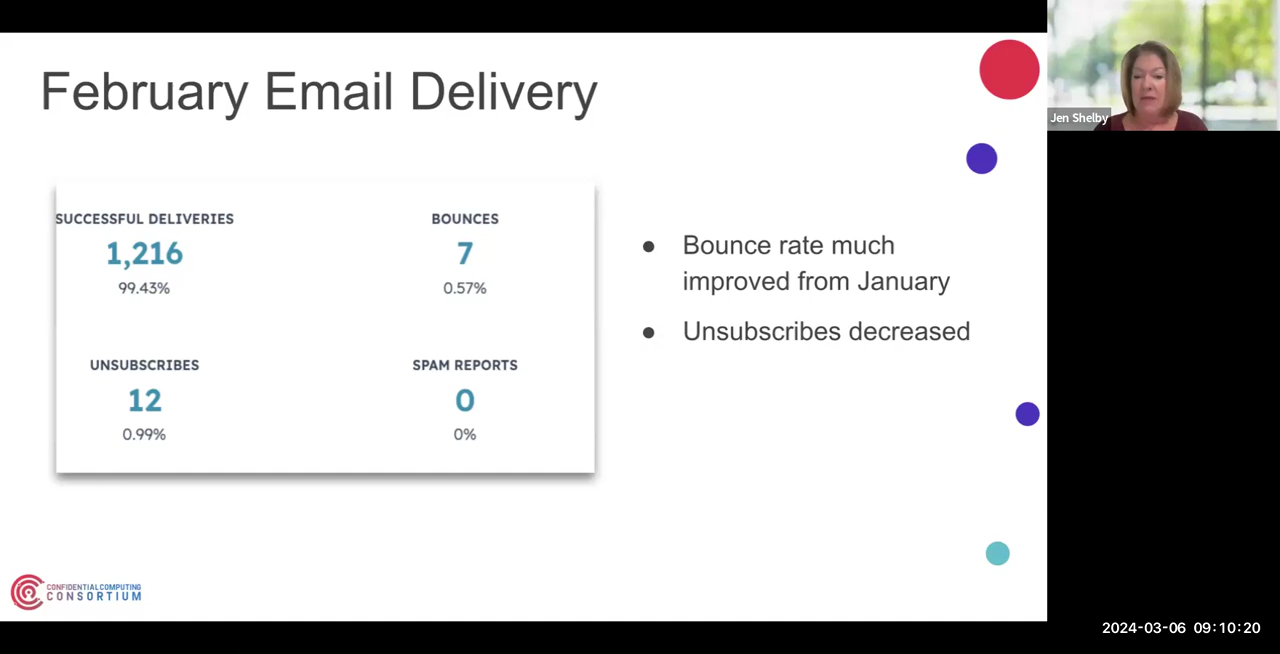 February Email Delivery
Jen Shelby
SUCCESSFUL DELIVERIES
BOUNCES
1,216
7
99.43%
0.57%
UNSUBSCRIBES
SPAM REPORTS
12
0
0.99%
0%
● Bounce rate much
improved from January
● Unsubscribes decreased
CONFIDENTIAL COMPUTING
CONSORTIUM
2024-03-06 09:10:20